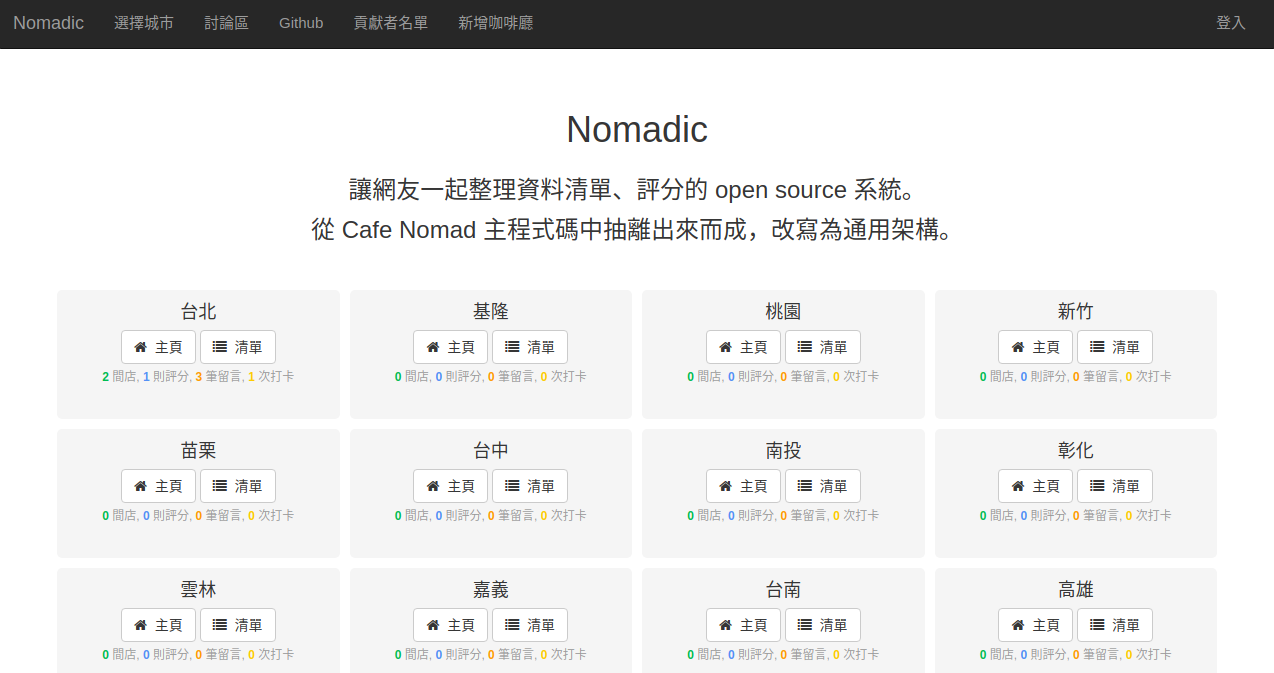 Nomadic 選擇城市 討論區 Github 貢獻者名單 新增咖啡廳 登入
Nomadic
讓網友一起整理資料清單、評分的 open source 系統。
從 Cafe Nomad 主程式碼中抽離出來而成，改寫為通用架構。
台北 基隆 桃園 新竹
主頁 清單 主頁 清單 主頁 清單 主頁 清單
2 間店, 1 則評分, 3 筆留言, 1 次打卡 0 間店, 0 則評分, 0 筆留言, 0 次打卡 0 間店, 0 則評分, 0 筆留言, 0 次打卡 0 間店, 0 則評分, 0 筆留言, 0 次打卡
苗栗 台中 南投 彰化
主頁 清單 主頁 清單 主頁 清單 主頁 清單
0 間店, 0 則評分, 0 筆留言, 0 次打卡 0 間店, 0 則評分, 0 筆留言, 0 次打卡 0 間店, 0 則評分, 0 筆留言, 0 次打卡 0 間店, 0 則評分, 0 筆留言, 0 次打卡
雲林 嘉義 台南 高雄
主頁 清單 主頁 清單 主頁 清單 主頁 清單
0 間店, 0 則評分, 0 筆留言, 0 次打卡 0 間店, 0 則評分, 0 筆留言, 0 次打卡 0 間店, 0 則評分, 0 筆留言, 0 次打卡 0 間店, 0 則評分, 0 筆留言, 0 次打卡